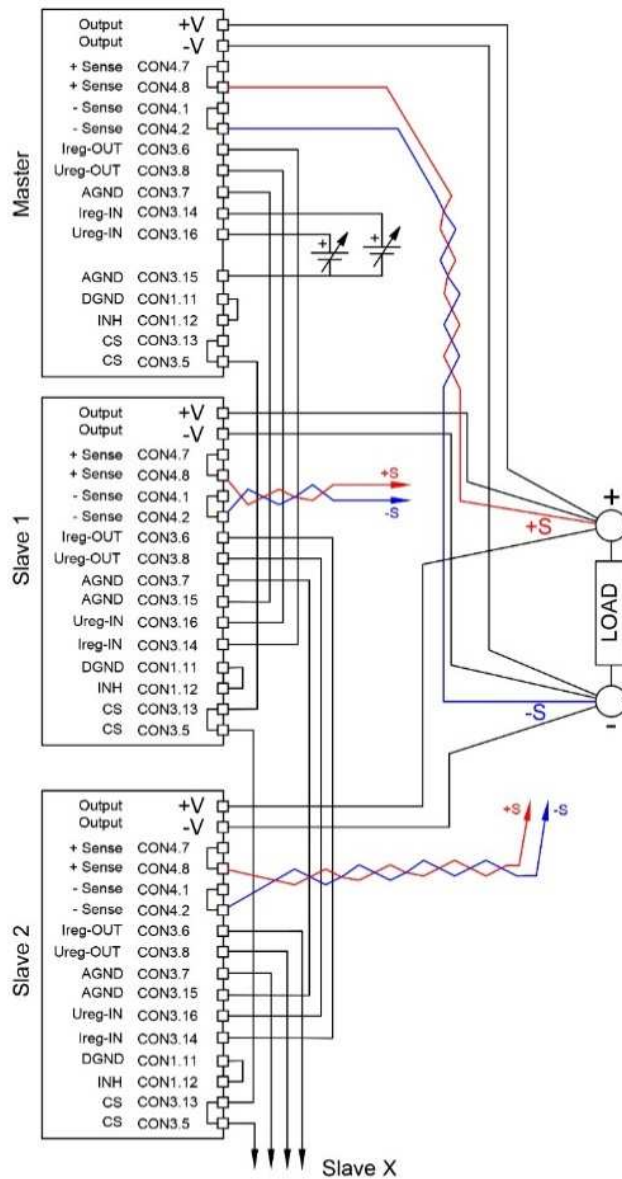 Master
Output +V
Output -V
+ Sense CON4.7
+ Sense CON4.8
- Sense CON4.1
- Sense CON4.2
Ireg-OUT CON3.6
Ureg-OUT CON3.8
AGND CON3.7
Ireg-IN CON3.14
Ureg-IN CON3.16
AGND CON3.15
DGND CON1.11
INH CON1.12
CS CON3.13
CS CON3.5
+
+
Slave 1
Output +V
Output -V
+ Sense CON4.7
+ Sense CON4.8
- Sense CON4.1
- Sense CON4.2
Ireg-OUT CON3.6
Ureg-OUT CON3.8
AGND CON3.7
AGND CON3.15
Ureg-IN CON3.16
Ireg-IN CON3.14
DGND CON1.11
INH CON1.12
CS CON3.13
CS CON3.5
+S
-S
+
+S
LOAD
-S
-
Slave 2
Output +V
Output -V
+ Sense CON4.7
+ Sense CON4.8
- Sense CON4.1
- Sense CON4.2
Ireg-OUT CON3.6
Ureg-OUT CON3.8
AGND CON3.7
AGND CON3.15
Ureg-IN CON3.16
Ireg-IN CON3.14
DGND CON1.11
INH CON1.12
CS CON3.13
CS CON3.5
+S
-S
Slave X